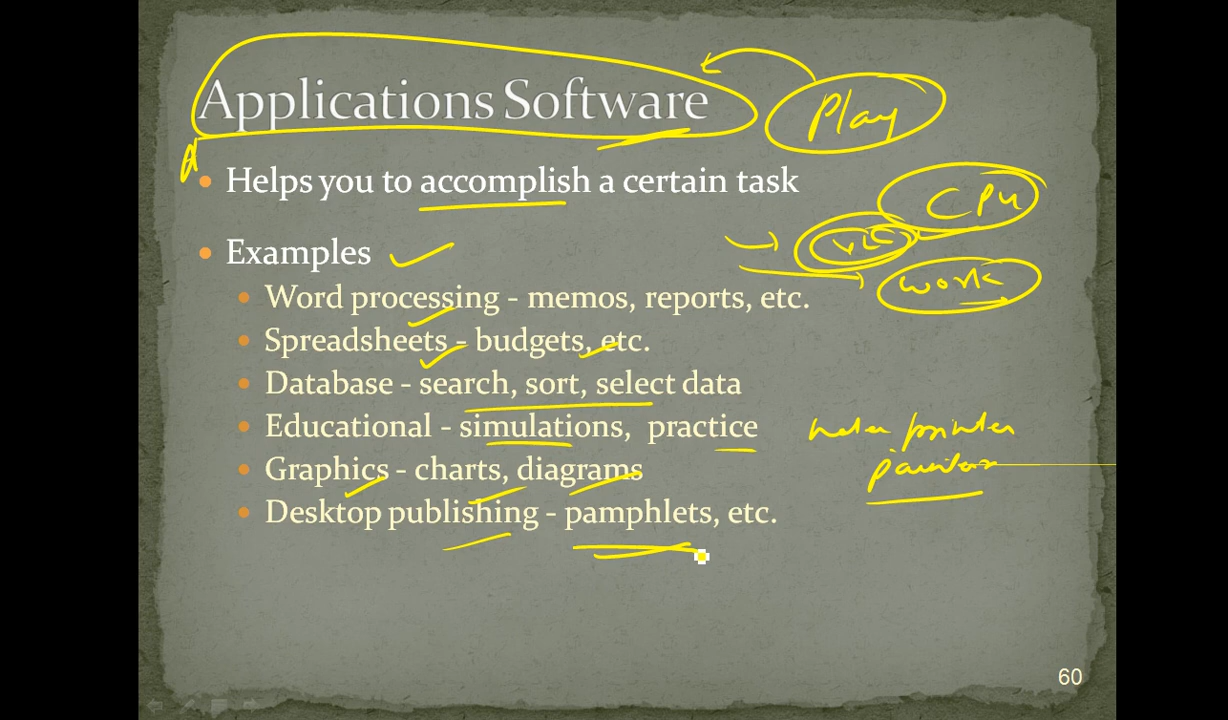 Applications Software
Play
• Helps you to accomplish a certain task
CPU
• Examples
work
• Word processing - memos, reports, etc.
• Spreadsheets - budgets, etc.
• Database - search, sort, select data
• Educational - simulations, practice
• Graphics - charts, diagrams
• Desktop publishing - pamphlets, etc.
60